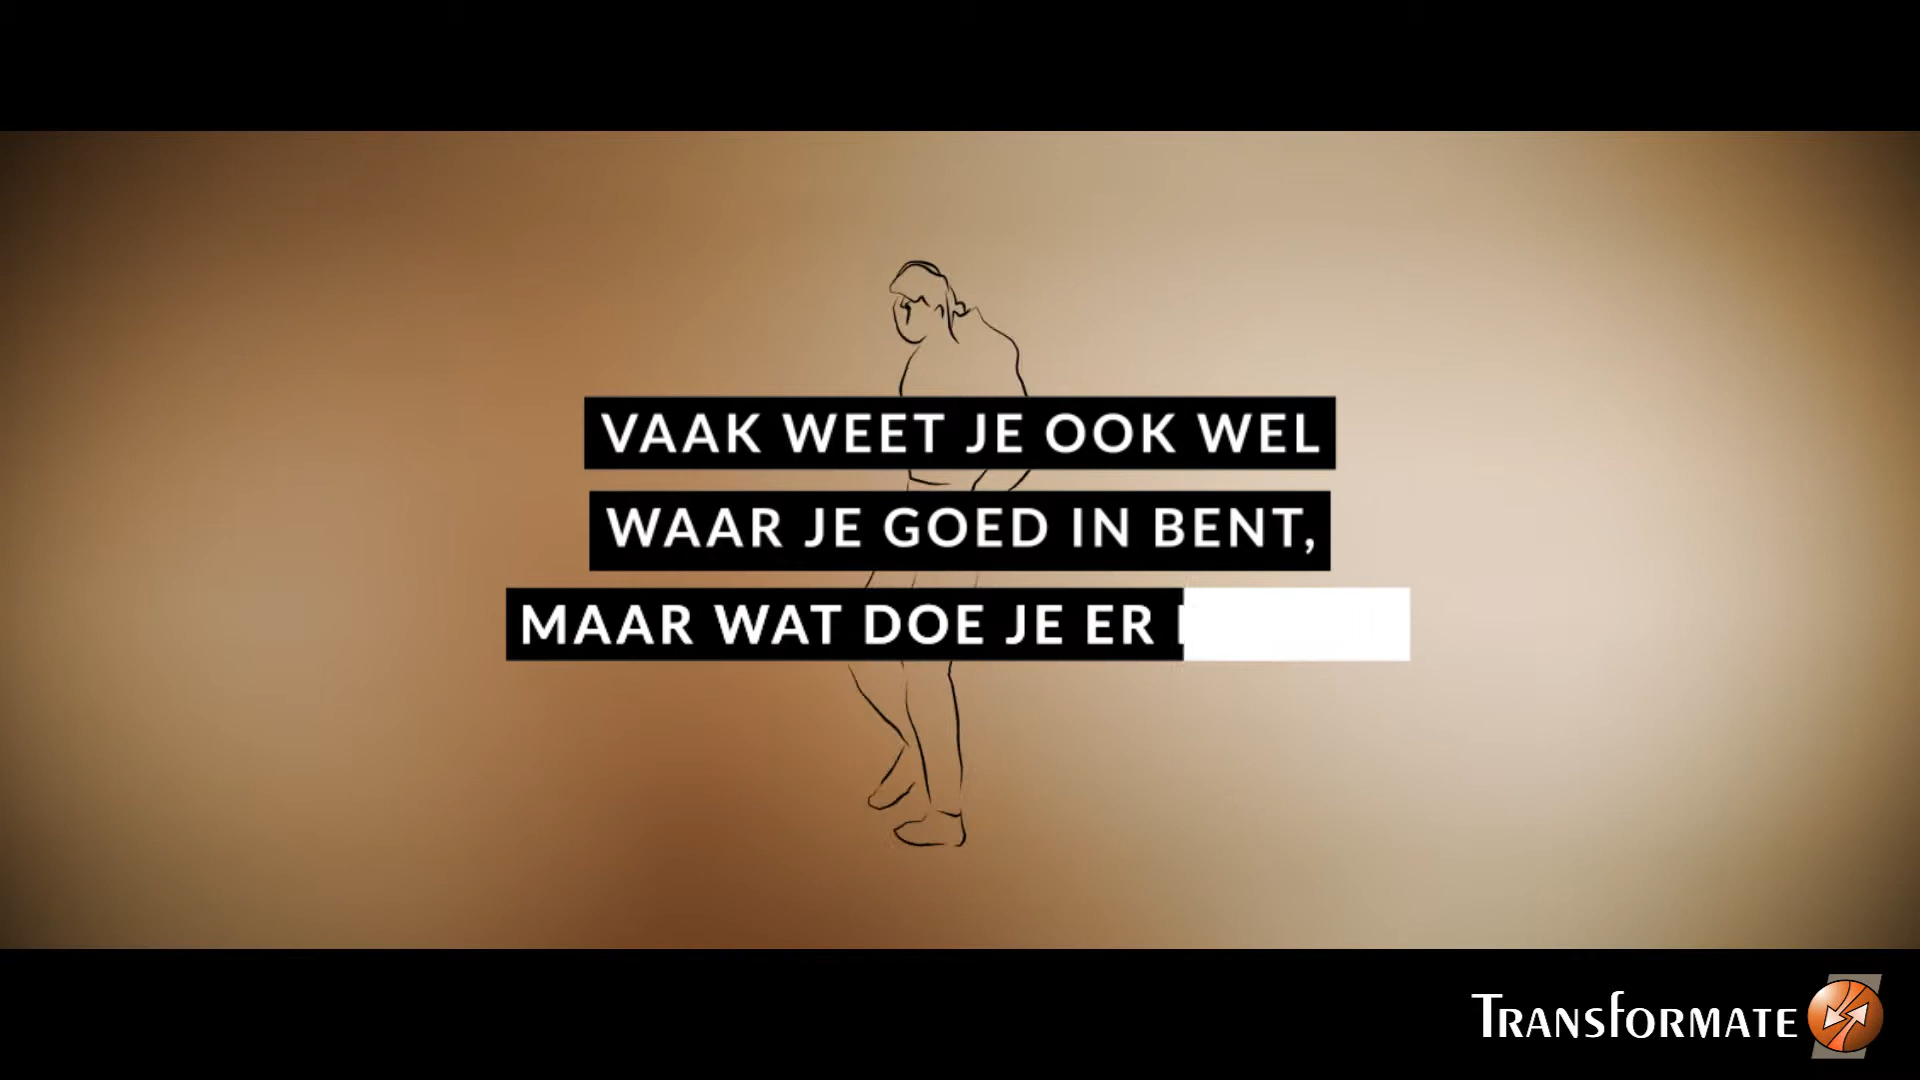 VAAK WEET JE OOK WEL
WAAR JE GOED IN BENT,
MAAR WAT DOE JE ER
TRANSFORMATE